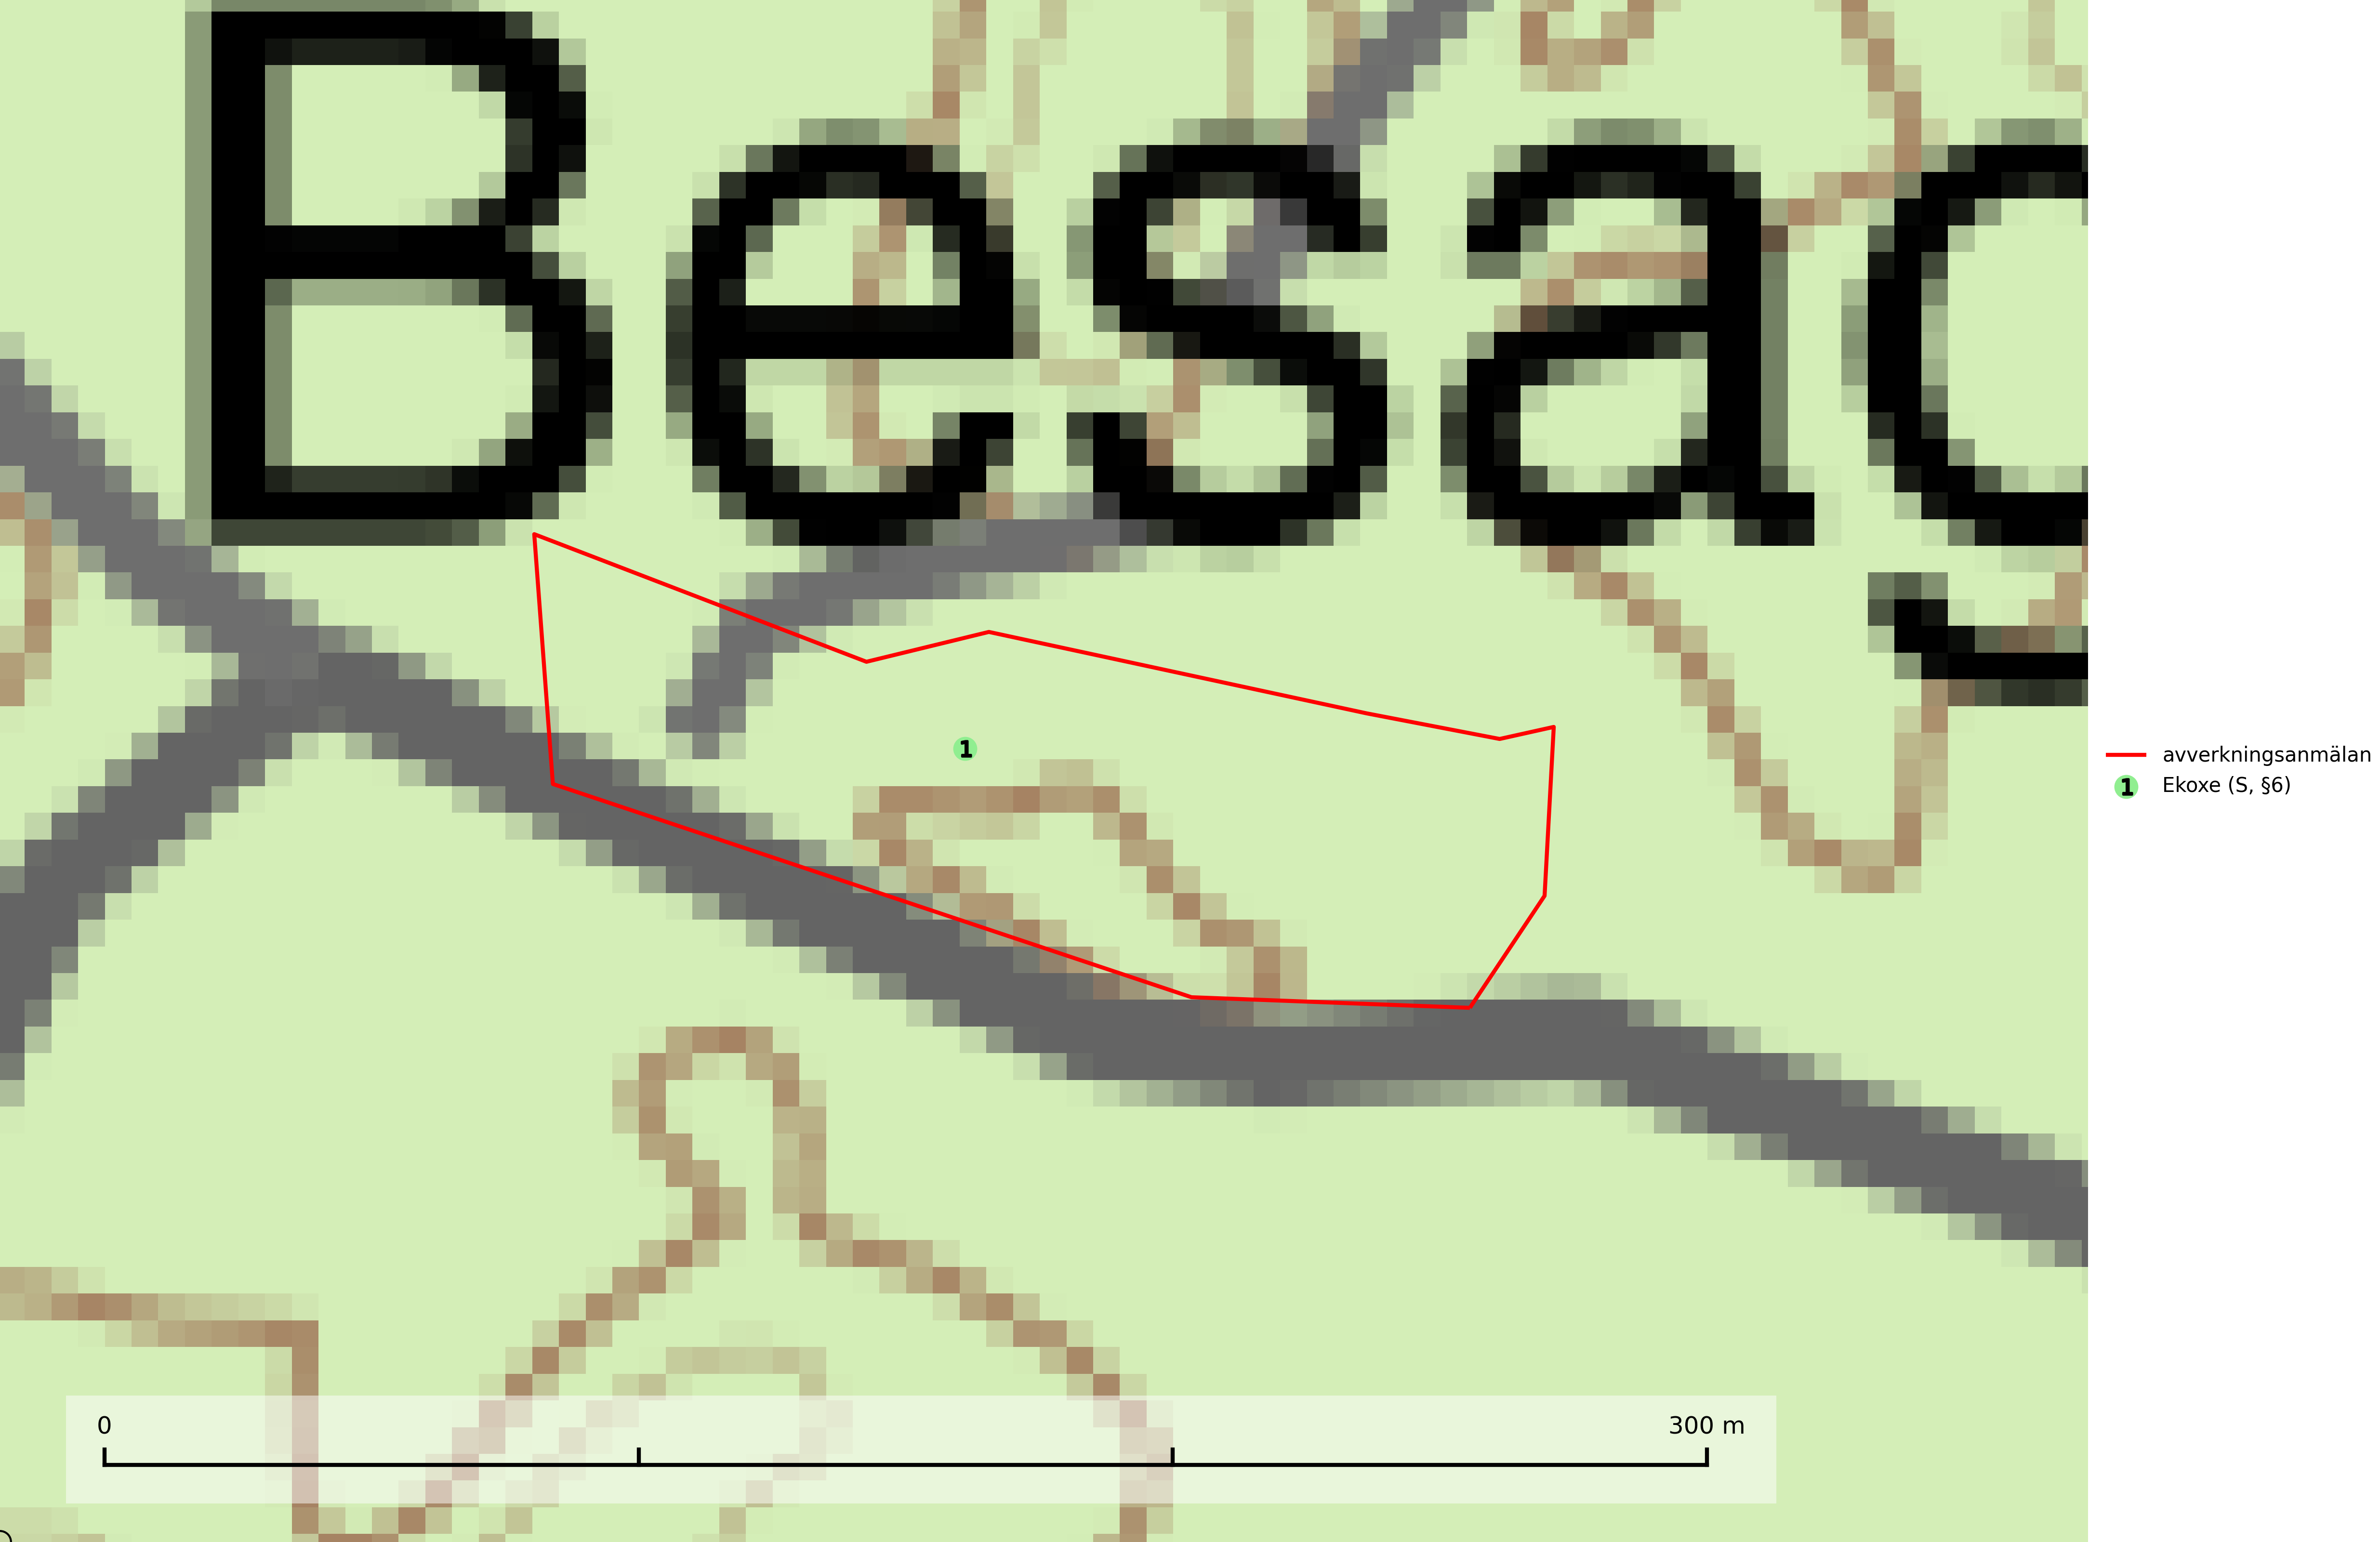 Besa
1
avverkningsanmälan
1 Ekoxe (S, §6)
0 300 m